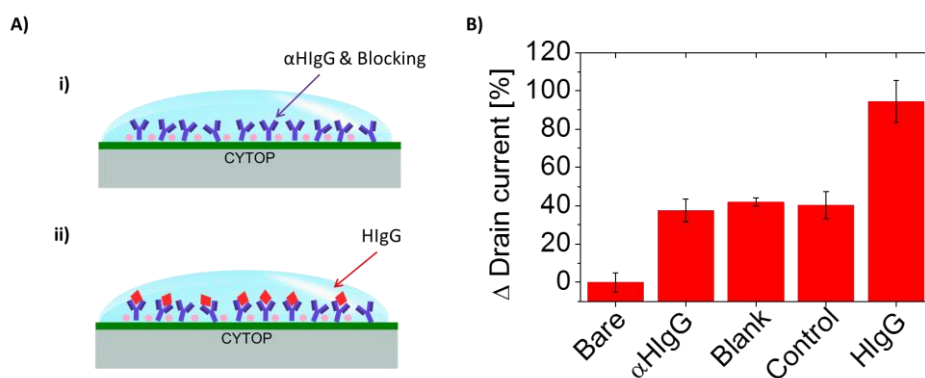 A)
i)
αHIgG & Blocking
CYTOP
ii)
HIgG
CYTOP
B)
Δ Drain current [%]
120
100
80
60
40
20
0
Bare
αHIgG
Blank
Control
HIgG